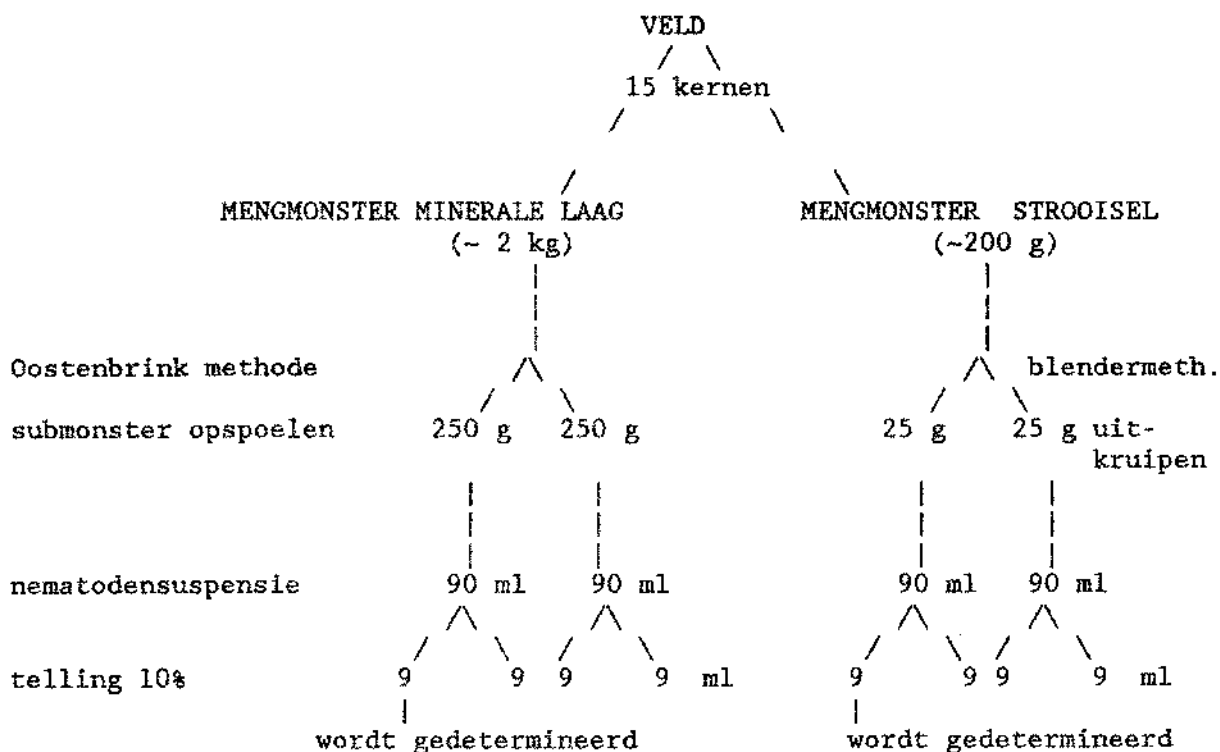 VELD
15 kernen
MENGMONSTER MINERALE LAAG MENGMONSTER STROOISEL
(~ 2 kg) (~200 g)
Oostenbrink methode blendermeth.
submonster opspoelen 250 g 250 g 25 g 25 g uit-
kruipen
nematodensuspensie 90 ml 90 ml 90 ml 90 ml
telling 10% 9 9 9 9 ml 9 9 9 9 ml
wordt gedetermineerd wordt gedetermineerd